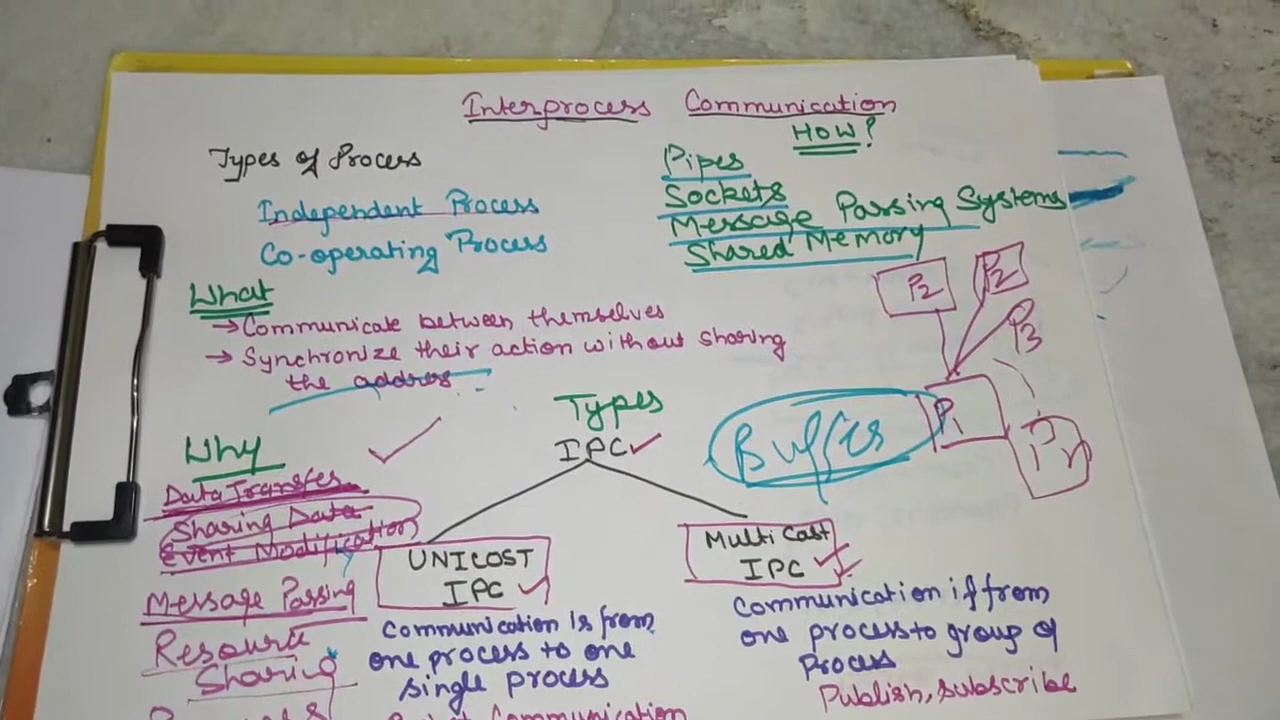 Interprocess Communication
HOW?
Types of Process
Independent Process
Co-operating Process
Pipes
Sockets
Message Passing Systems
Shared Memory
What
→ Communicate between themselves
→ Synchronize their action without sharing
the address
P2
P2
P3
P1
Pn
Buffer
Types
IPC
Why
Data Transfer
Sharing Data
Event Modification
Message Passing
Resource
Sharing
UNICOST
IPC
Communication is from
one process to one
single process
Communication
Multi Cast
IPC
Communication if from
one process to group of
Process
Publish, subscribe